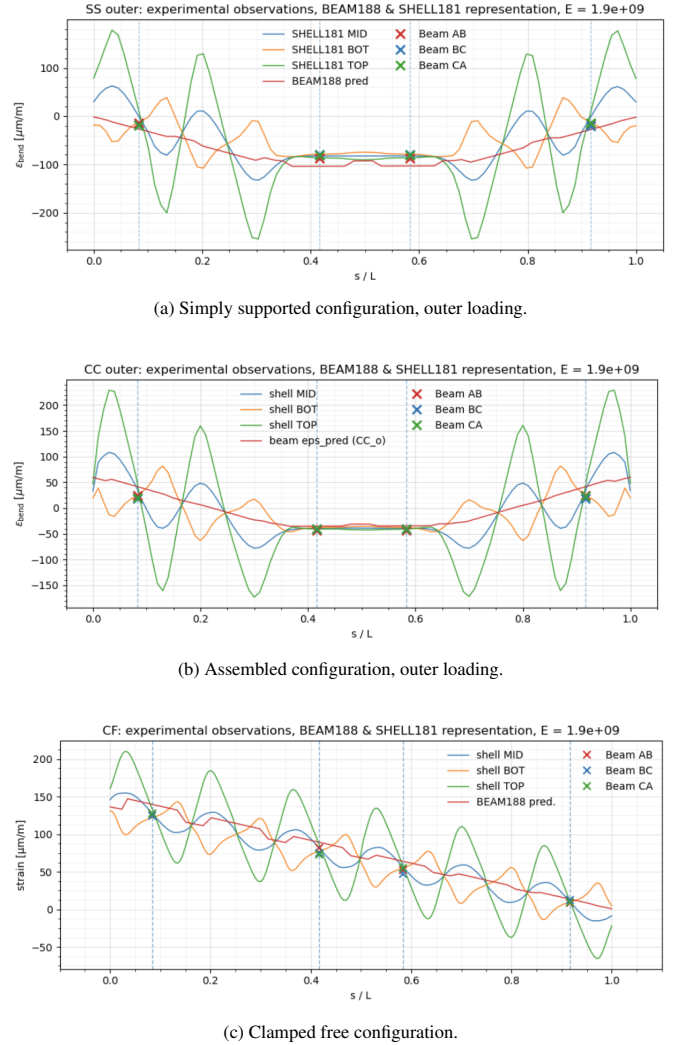 SS outer: experimental observations, BEAM188 & SHELL181 representation, E = 1.9e+09
SHELL181 MID
SHELL181 BOT
SHELL181 TOP
BEAM188 pred
Beam AB
Beam BC
Beam CA
100
0
−100
−200
εbend [μm/m]
0.0 0.2 0.4 0.6 0.8 1.0
s / L
(a) Simply supported configuration, outer loading.
CC outer: experimental observations, BEAM188 & SHELL181 representation, E = 1.9e+09
shell MID
shell BOT
shell TOP
beam eps_pred (CC_o)
Beam AB
Beam BC
Beam CA
200
150
100
50
0
−50
−100
−150
εbend [μm/m]
0.0 0.2 0.4 0.6 0.8 1.0
s / L
(b) Assembled configuration, outer loading.
CF: experimental observations, BEAM188 & SHELL181 representation, E = 1.9e+09
shell MID
shell BOT
shell TOP
BEAM188 pred.
Beam AB
Beam BC
Beam CA
200
150
100
50
0
−50
strain [μm/m]
0.0 0.2 0.4 0.6 0.8 1.0
s / L
(c) Clamped free configuration.